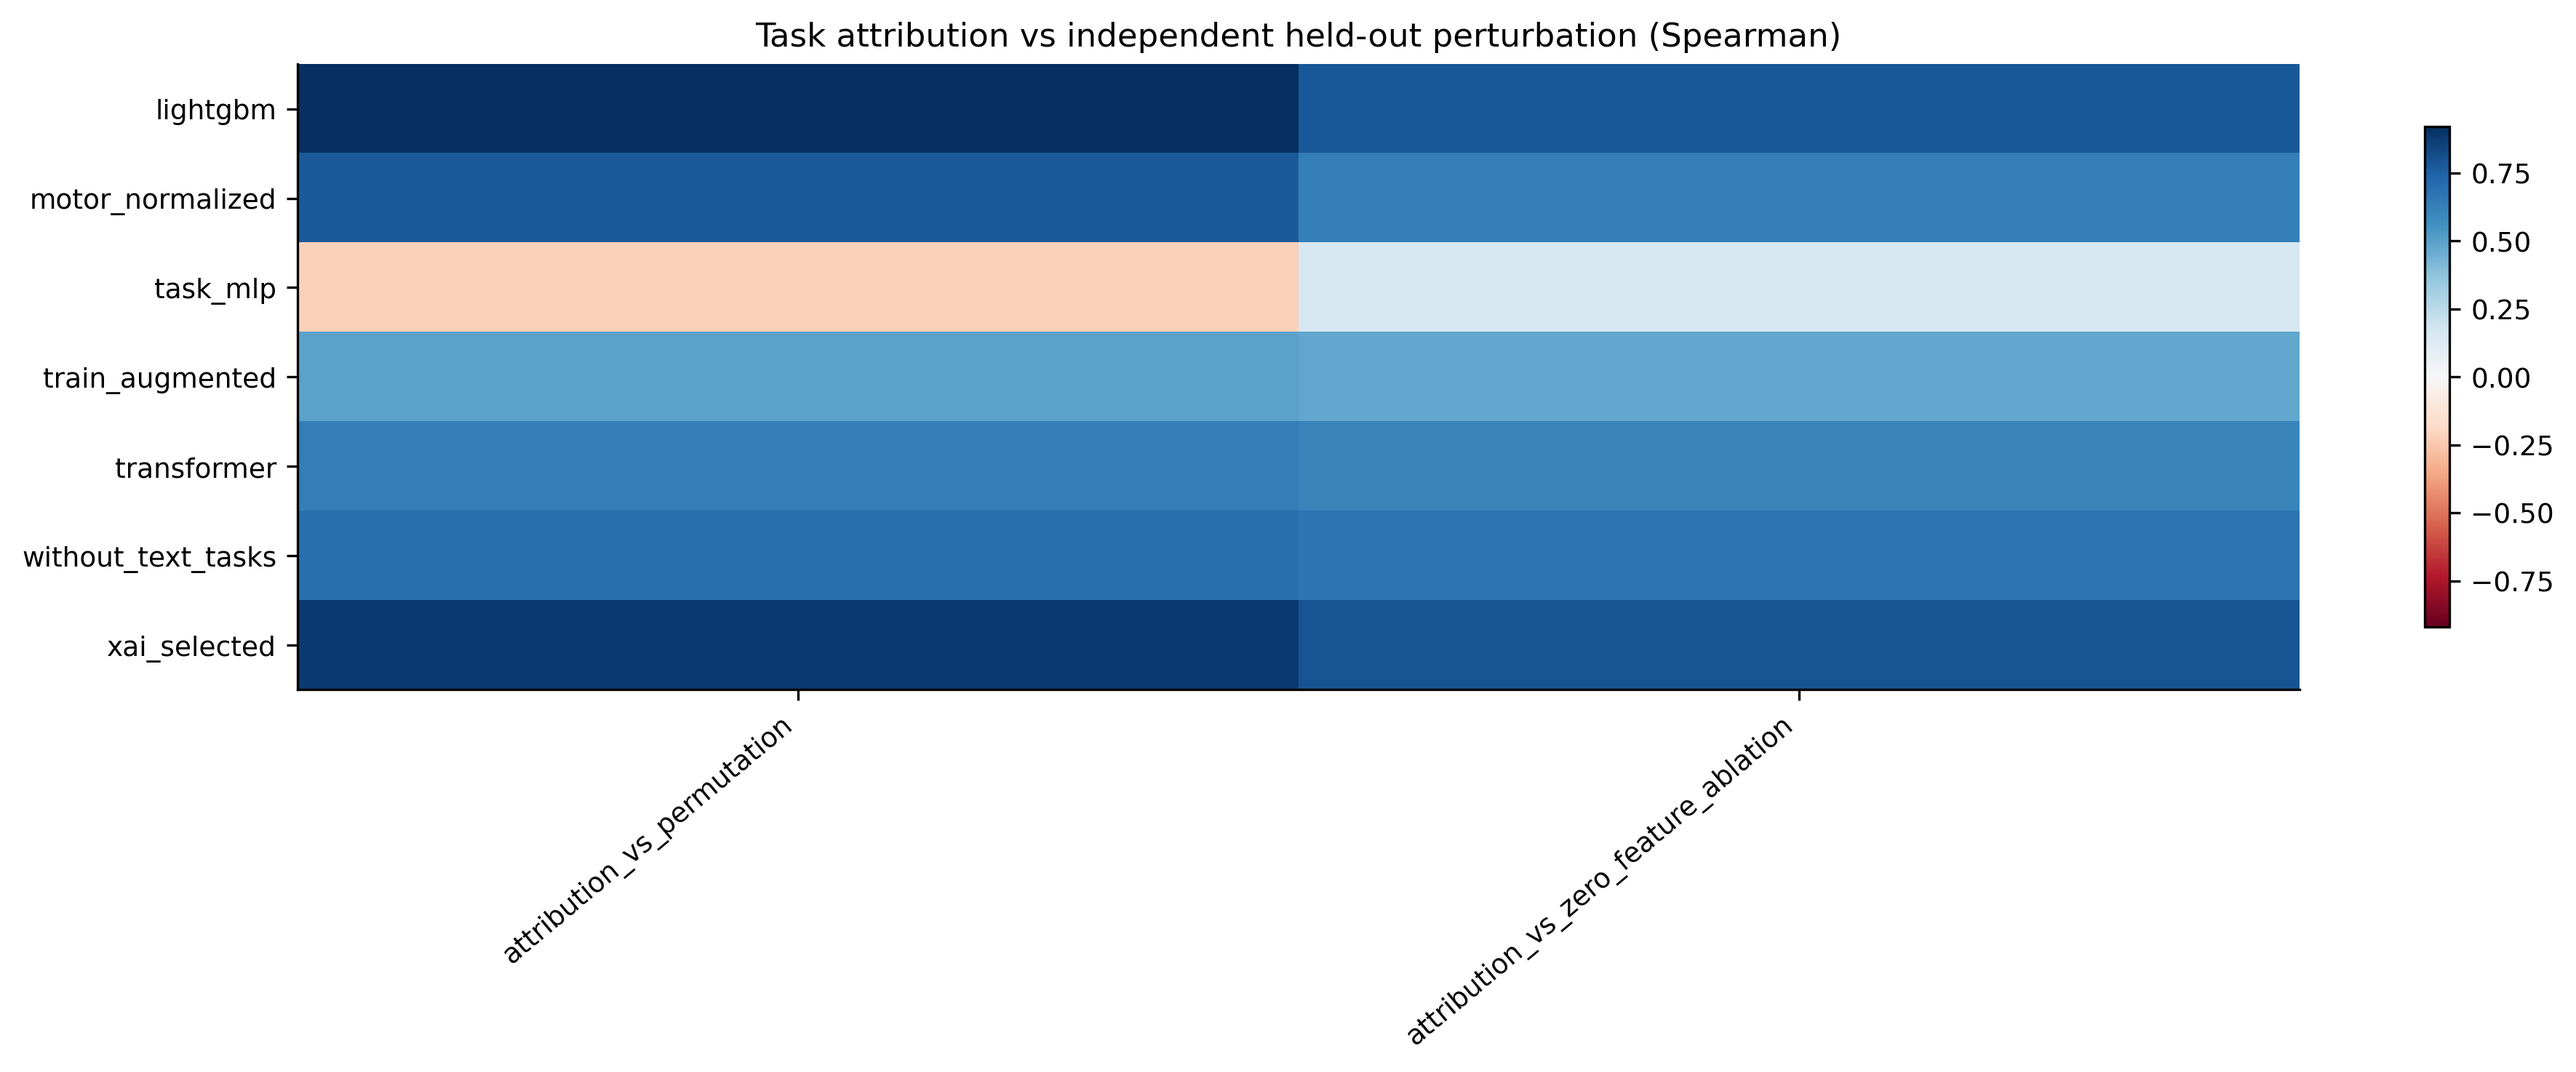 Task attribution vs independent held-out perturbation (Spearman)
lightgbm
motor_normalized
task_mlp
train_augmented
transformer
without_text_tasks
xai_selected
attribution_vs_permutation
attribution_vs_zero_feature_ablation
0.75
0.50
0.25
0.00
−0.25
−0.50
−0.75